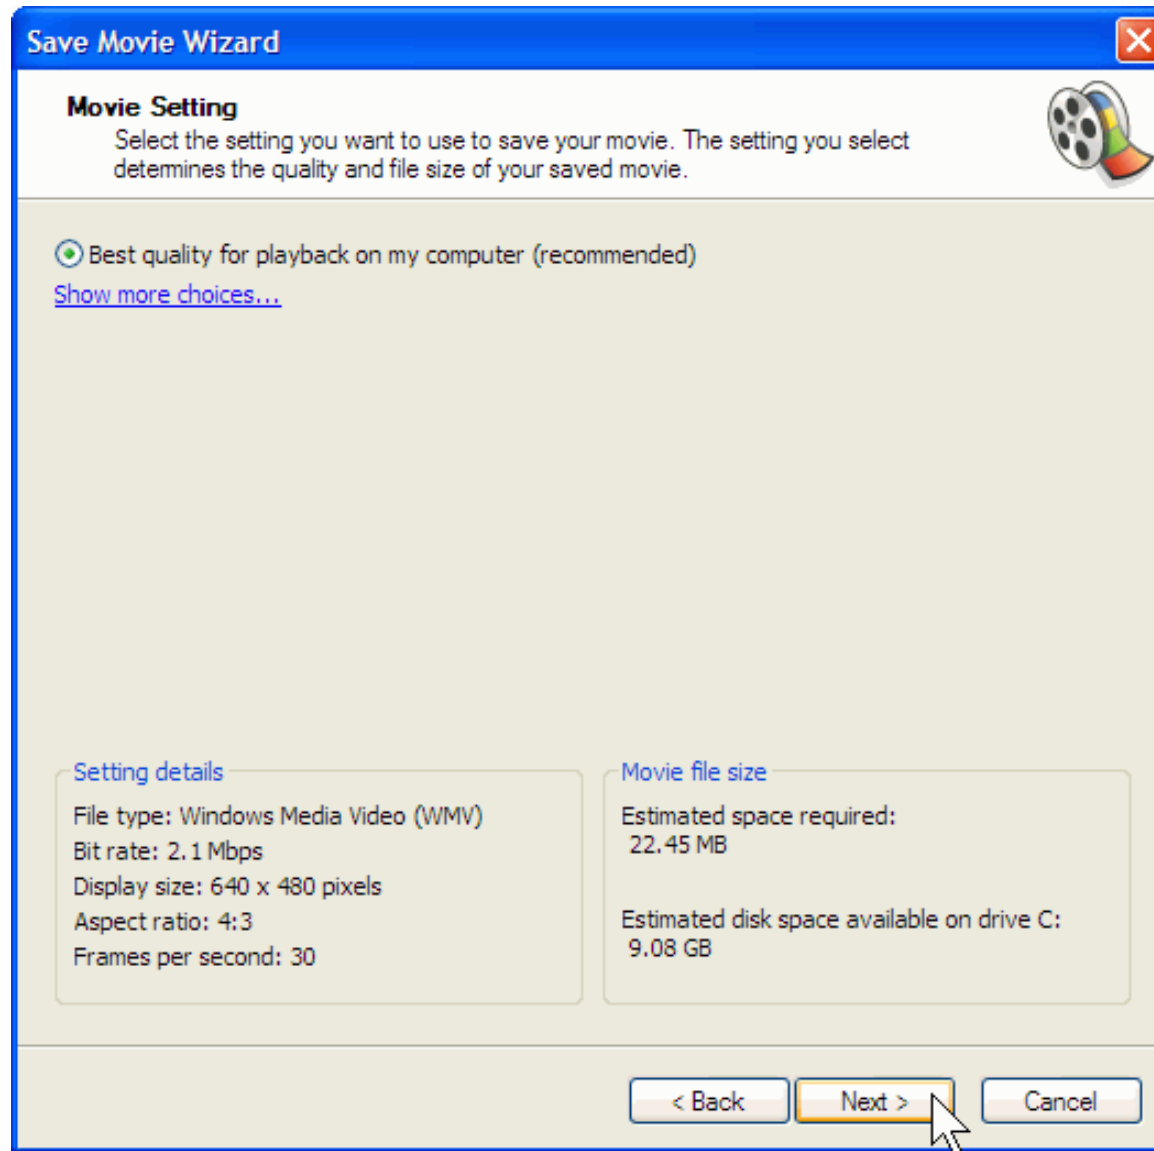 Save Movie Wizard
Movie Setting
Select the setting you want to use to save your movie. The setting you select
determines the quality and file size of your saved movie.
Best quality for playback on my computer (recommended)
Show more choices...
Setting details
File type: Windows Media Video (WMV)
Bit rate: 2.1 Mbps
Display size: 640 x 480 pixels
Aspect ratio: 4:3
Frames per second: 30
Movie file size
Estimated space required:
22.45 MB
Estimated disk space available on drive C:
9.08 GB
< Back
Next >
Cancel